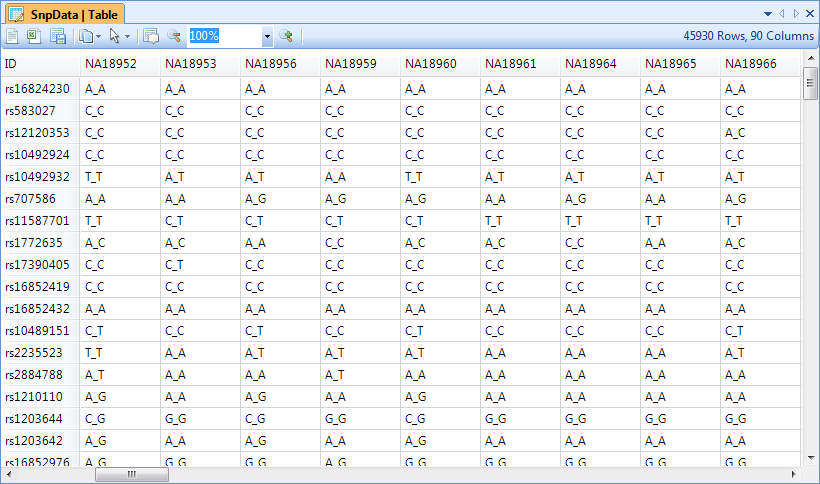 SnpData | Table
100% 45930 Rows, 90 Columns
ID NA18952 NA18953 NA18956 NA18959 NA18960 NA18961 NA18964 NA18965 NA18966
rs16824230 A_A A_A A_A A_A A_A A_A A_A A_A A_A
rs583027 C_C C_C C_C C_C C_C C_C C_C C_C C_C
rs12120353 C_C C_C C_C C_C C_C C_C C_C C_C A_C
rs10492924 C_C C_C C_C C_C C_C C_C C_C C_C C_C
rs10492932 T_T A_T A_T A_A T_T A_T A_T A_T A_T
rs707586 A_A A_A A_G A_G A_G A_A A_G A_A A_G
rs11587701 T_T C_T C_T C_T C_T T_T T_T T_T T_T
rs1772635 A_C A_C A_A C_C A_C A_C C_C A_A A_C
rs17390405 C_C C_T C_C C_C C_C C_C C_C C_C C_C
rs16852419 C_C C_C C_C C_C C_C C_C C_C C_C C_C
rs16852432 A_A A_A A_A A_A A_A A_A A_A A_A A_A
rs10489151 C_T C_C C_T C_C C_T C_C C_C C_C C_T
rs2235523 T_T A_A A_T A_T A_T A_A A_A A_A A_T
rs2884788 A_T A_A A_A A_T A_A A_A A_A A_A A_A
rs1210110 A_G A_A A_G A_A A_G A_A A_A A_A A_A
rs1203644 C_G G_G C_G G_G C_G G_G G_G G_G G_G
rs1203642 A_G A_A A_G A_A A_G A_A A_A A_A A_A
rs16852976 A_G G_G G_G A_G G_G G_G G_G G_G G_G